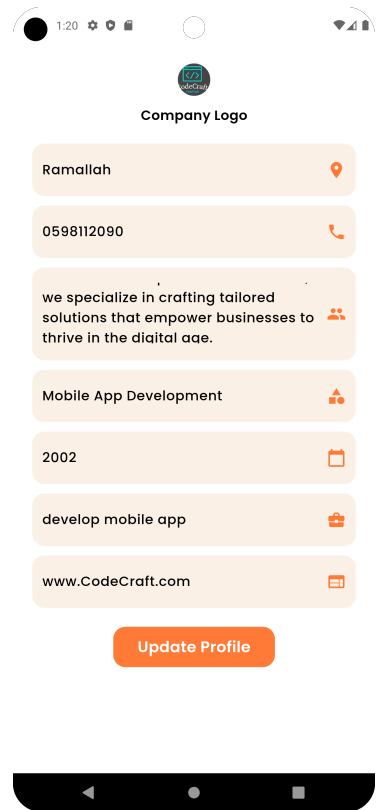 1:20
CodeCraft
Company Logo
Ramallah
0598112090
we specialize in crafting tailored
solutions that empower businesses to
thrive in the digital age.
Mobile App Development
2002
develop mobile app
www.CodeCraft.com
Update Profile